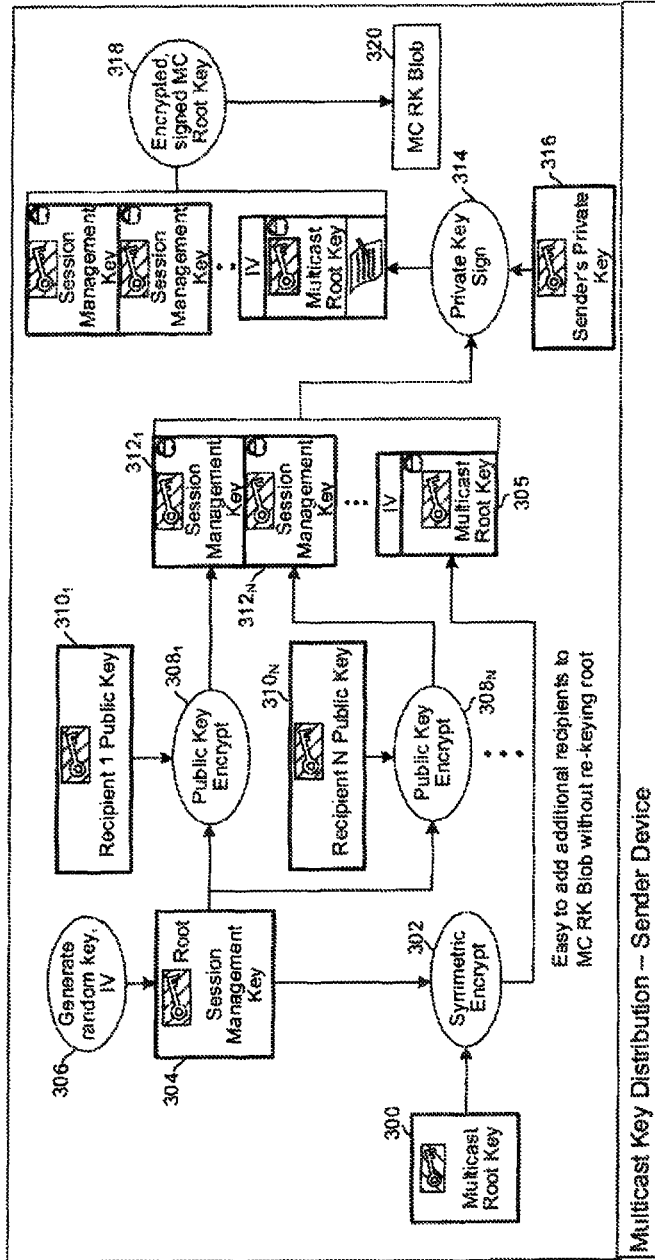 306
Generate
random key,
IV
304
Root
Session
Management
Key
300
Multicast
Root Key
302
Symmetric
Encrypt
310₁
Recipient 1 Public Key
308₁
Public Key
Encrypt
310N
Recipient N Public Key
308N
Public Key
Encrypt
Easy to add additional recipients to
MC RK Blob without re-keying root
312₁
Session
Management
Key
312N
Session
Management
Key
IV
Multicast
Root Key
305
314
Private Key
Sign
316
Sender's Private
Key
Session
Management
Key
Session
Management
Key
IV
Multicast
Root Key
318
Encrypted,
signed MC
Root Key
320
MC RK Blob
Multicast Key Distribution – Sender Device